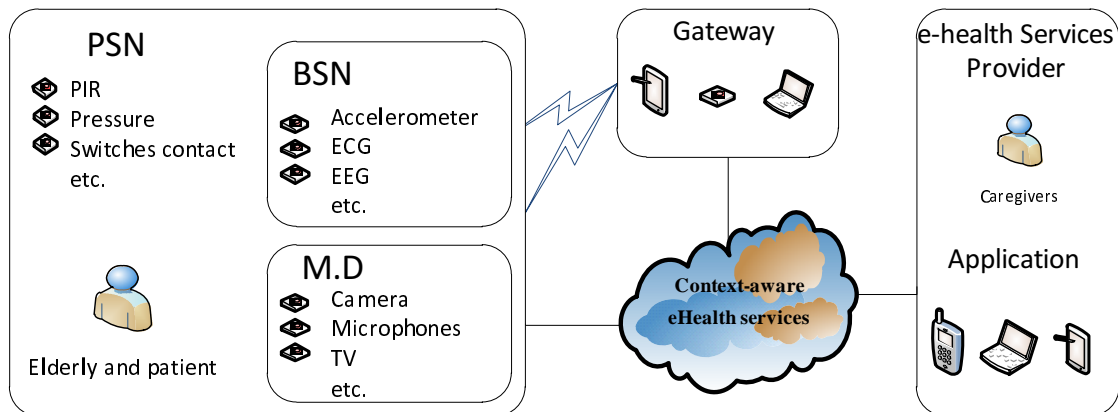 PSN
PIR
Pressure
Switches contact
etc.
Elderly and patient
BSN
Accelerometer
ECG
EEG
etc.
M.D
Camera
Microphones
TV
etc.
Gateway
Context-aware
eHealth services
e-health Services
Provider
Caregivers
Application